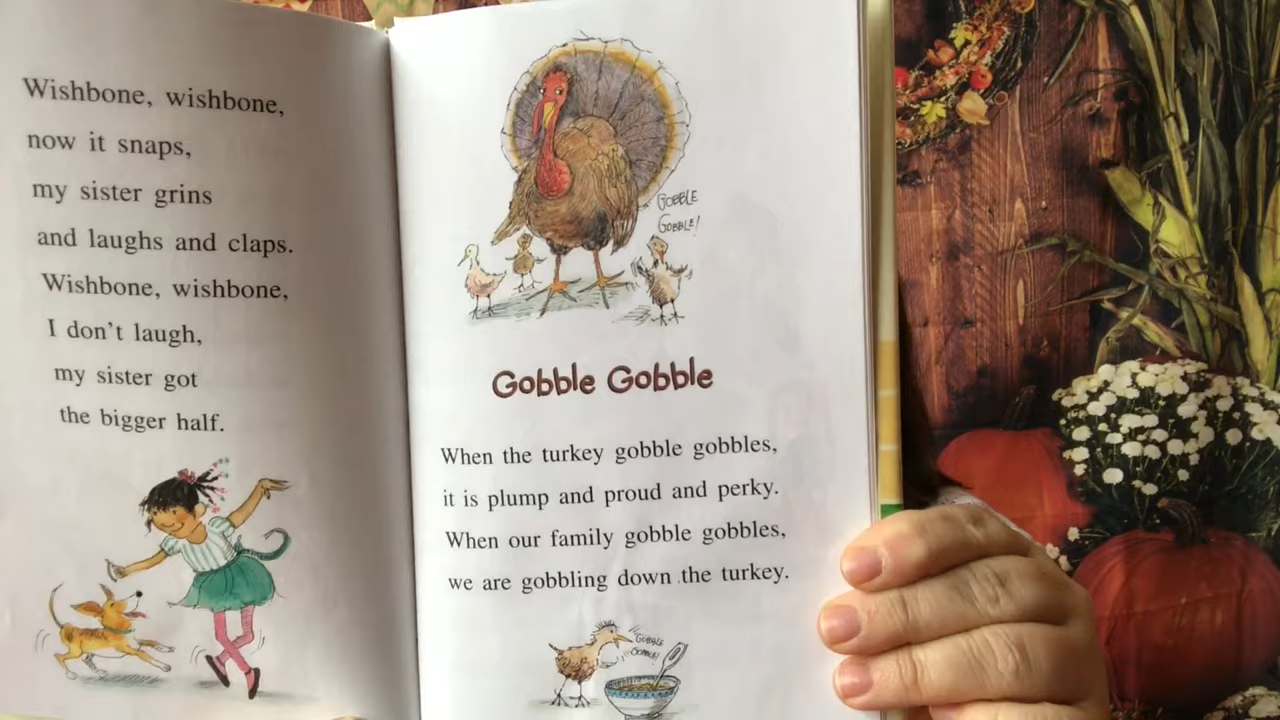 Wishbone, wishbone,
now it snaps,
my sister grins
and laughs and claps.
Wishbone, wishbone,
I don't laugh,
my sister got
the bigger half.
GOBBLE
GOBBLE!
Gobble Gobble
When the turkey gobble gobbles,
it is plump and proud and perky.
When our family gobble gobbles,
we are gobbling down the turkey.
GOBBLE
GOBBLE!